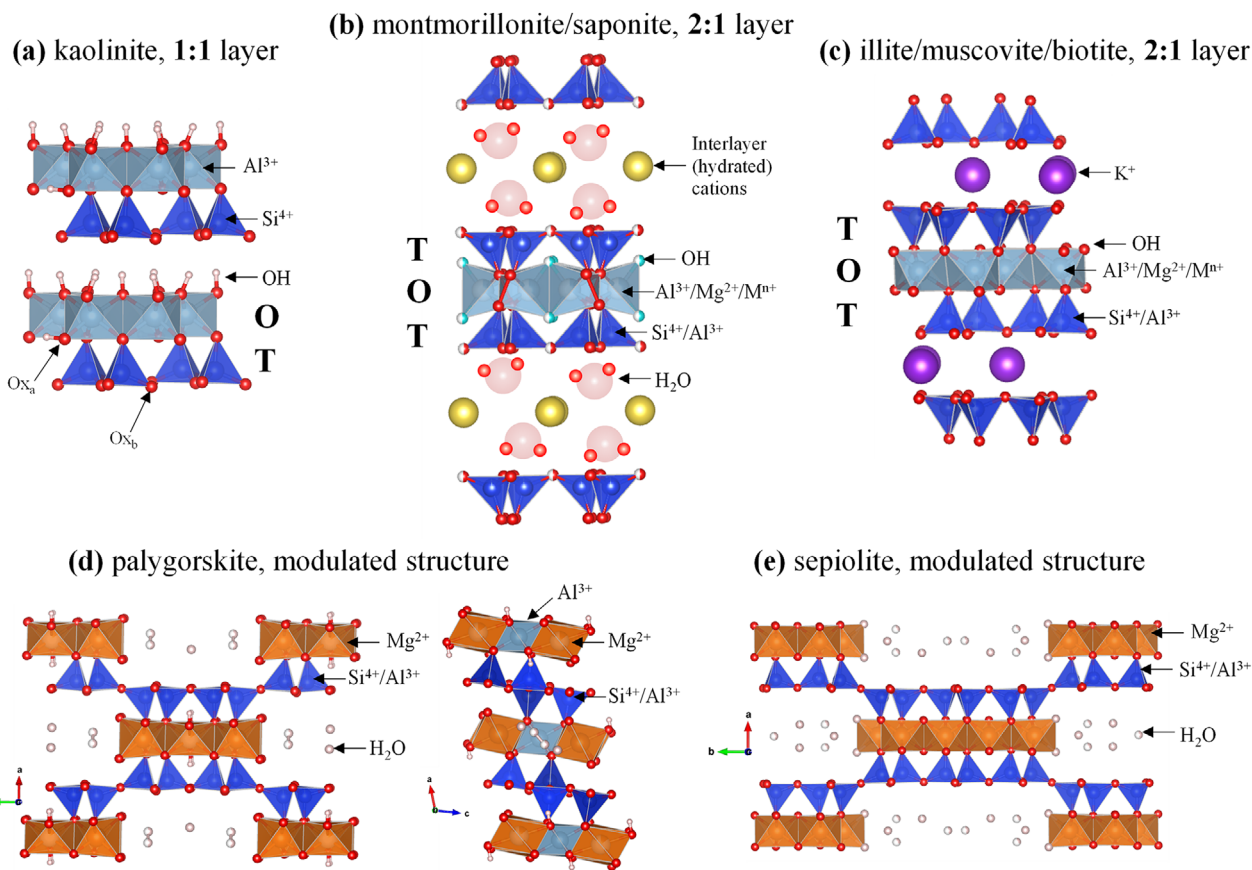 (a) kaolinite, 1:1 layer
Al³⁺
Si⁴⁺
OH
O
T
Oxₐ
Ox_b
(b) montmorillonite/saponite, 2:1 layer
Interlayer
(hydrated)
cations
T
O
T
OH
Al³⁺/Mg²⁺/Mⁿ⁺
Si⁴⁺/Al³⁺
H₂O
(c) illite/muscovite/biotite, 2:1 layer
K⁺
T
O
T
OH
Al³⁺/Mg²⁺/Mⁿ⁺
Si⁴⁺/Al³⁺
(d) palygorskite, modulated structure
Mg²⁺
Si⁴⁺/Al³⁺
H₂O
a
Al³⁺
Mg²⁺
Si⁴⁺/Al³⁺
a
c
(e) sepiolite, modulated structure
Mg²⁺
Si⁴⁺/Al³⁺
H₂O
a
b